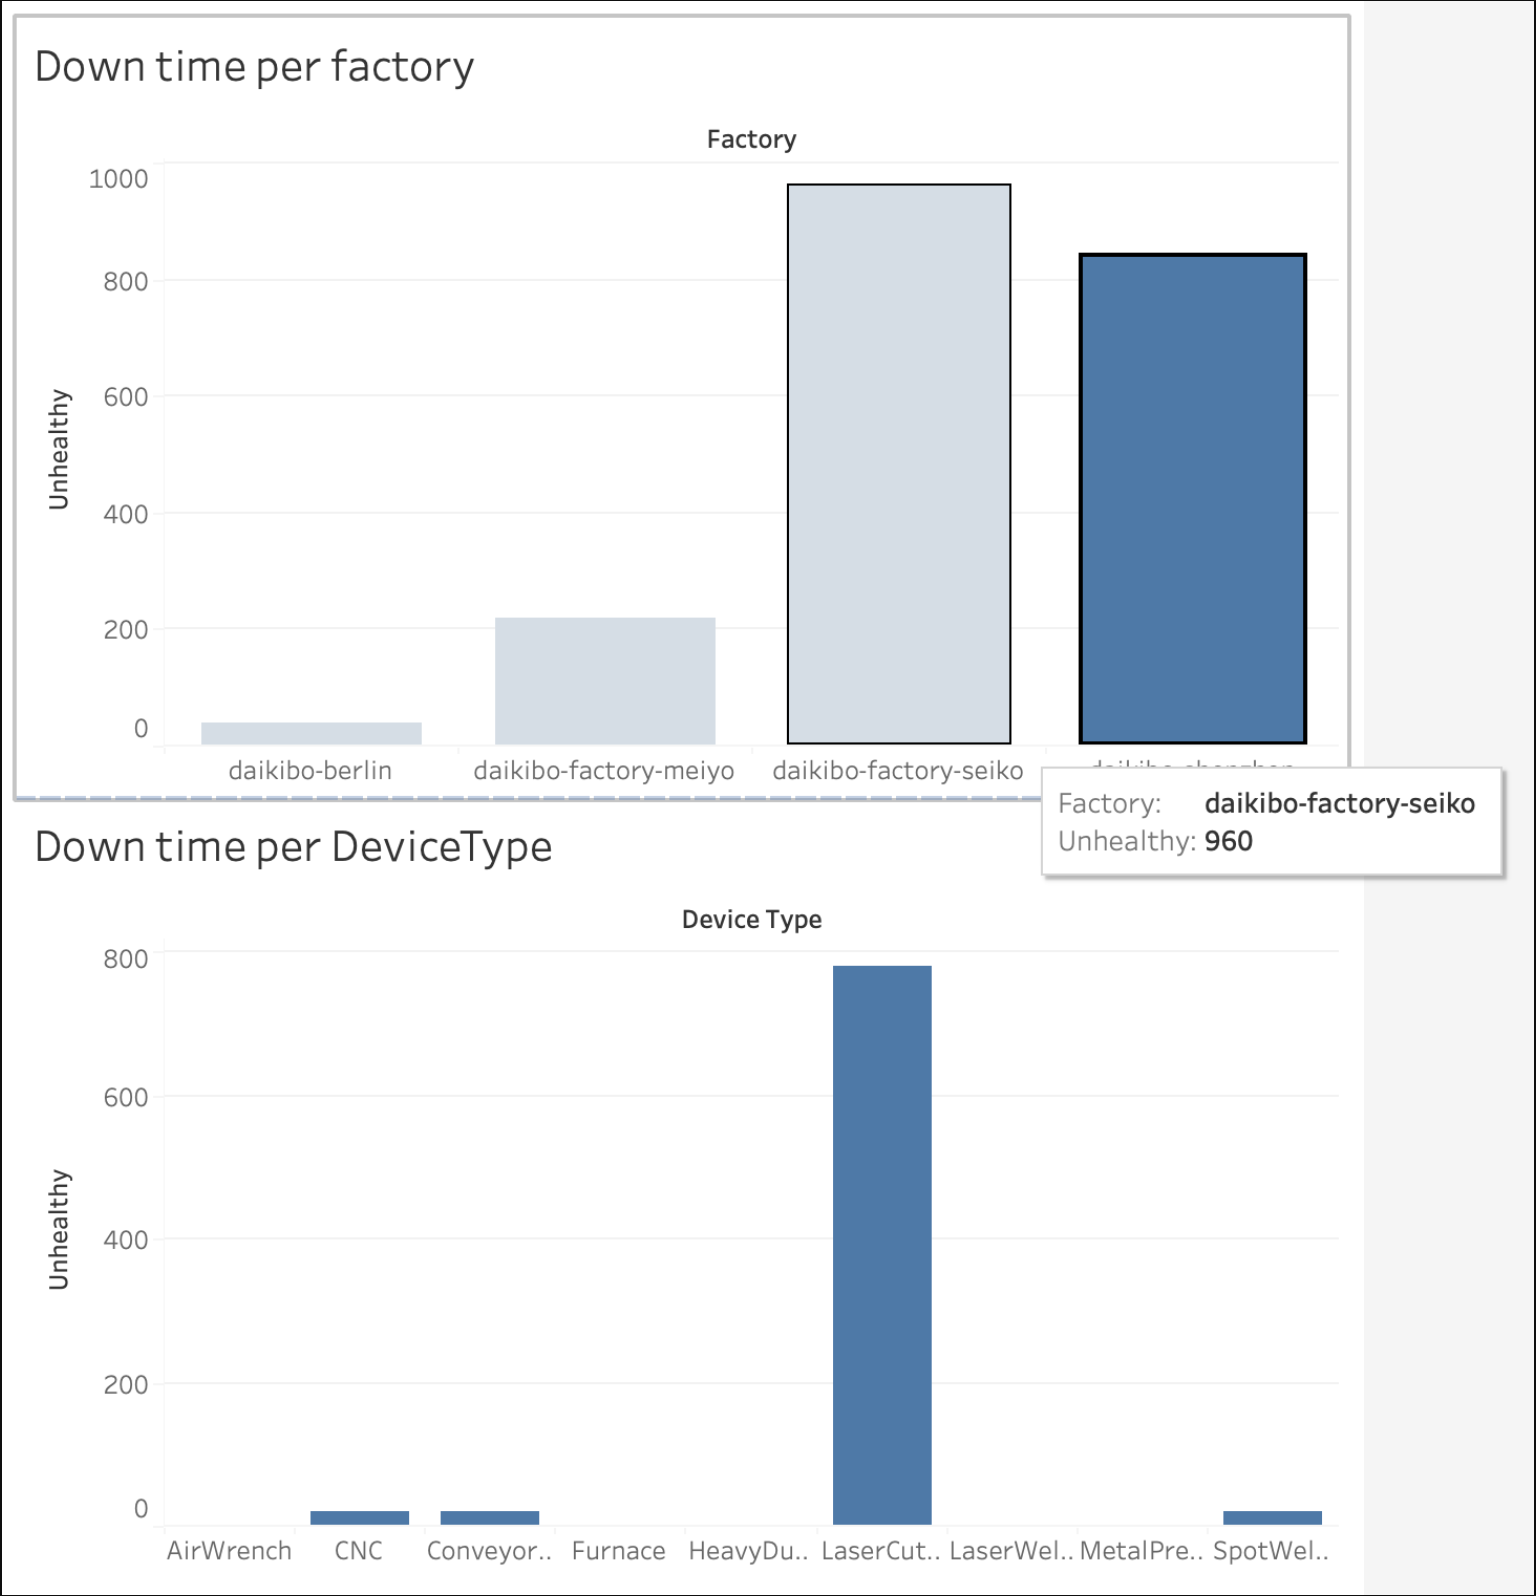 Down time per factory
Factory
1000
800
600
400
200
0
Unhealthy
daikibo-berlin
daikibo-factory-meiyo
daikibo-factory-seiko
Factory: daikibo-factory-seiko
Unhealthy: 960
Down time per DeviceType
Device Type
800
600
400
200
0
Unhealthy
AirWrench
CNC
Conveyor..
Furnace
HeavyDu..
LaserCut..
LaserWel..
MetalPre..
SpotWel..